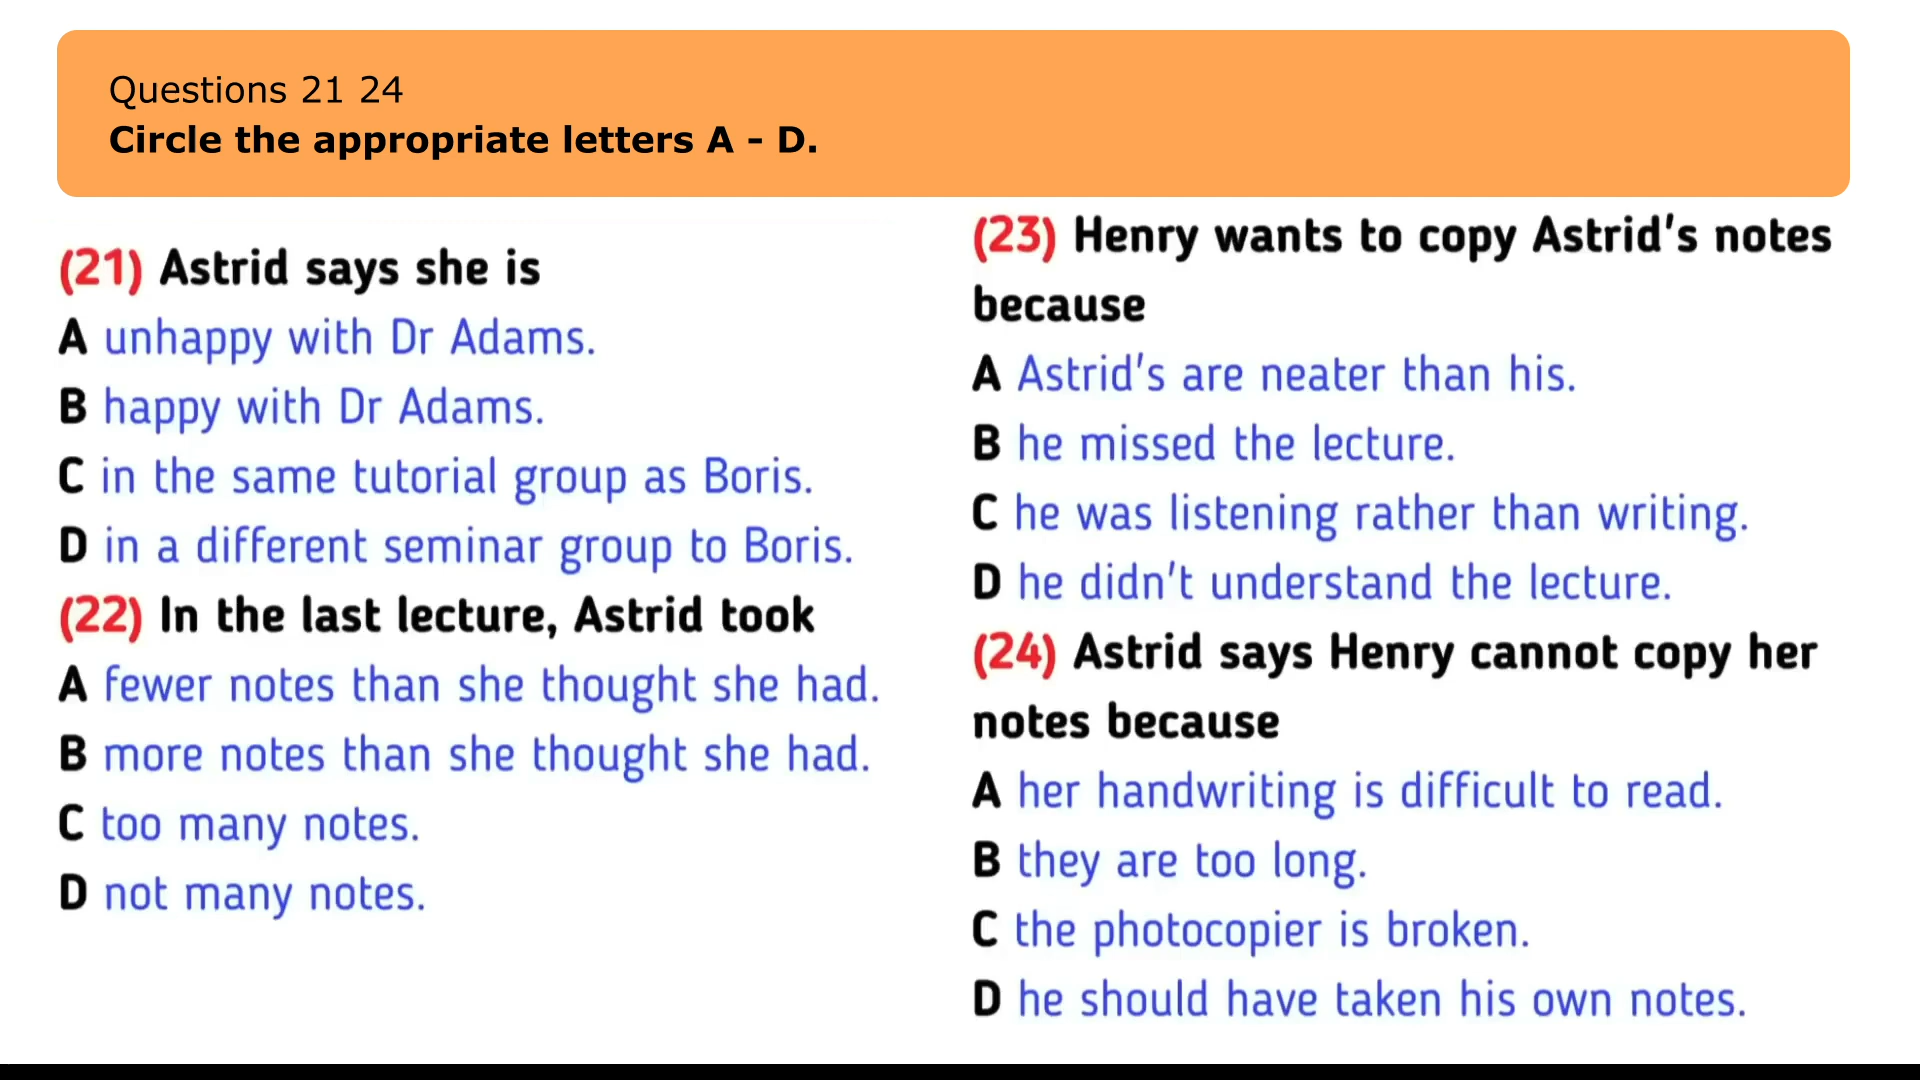 Questions 21 24
Circle the appropriate letters A - D.
(21) Astrid says she is
A unhappy with Dr Adams.
B happy with Dr Adams.
C in the same tutorial group as Boris.
D in a different seminar group to Boris.
(22) In the last lecture, Astrid took
A fewer notes than she thought she had.
B more notes than she thought she had.
C too many notes.
D not many notes.
(23) Henry wants to copy Astrid's notes
because
A Astrid's are neater than his.
B he missed the lecture.
C he was listening rather than writing.
D he didn't understand the lecture.
(24) Astrid says Henry cannot copy her
notes because
A her handwriting is difficult to read.
B they are too long.
C the photocopier is broken.
D he should have taken his own notes.